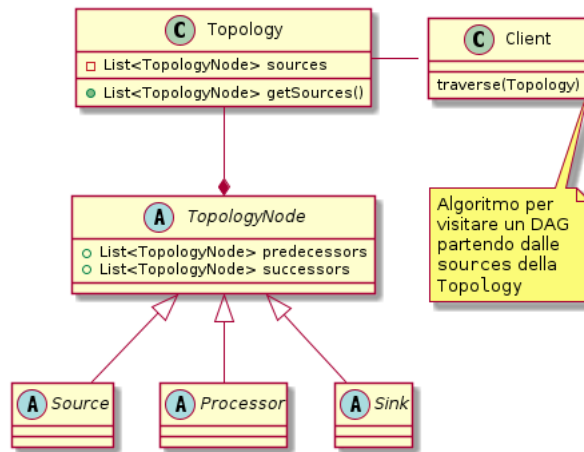 C Topology
List<TopologyNode> sources
List<TopologyNode> getSources()
C Client
traverse(Topology)
A TopologyNode
List<TopologyNode> predecessors
List<TopologyNode> successors
Algoritmo per
visitare un DAG
partendo dalle
sources della
Topology
A Source
A Processor
A Sink